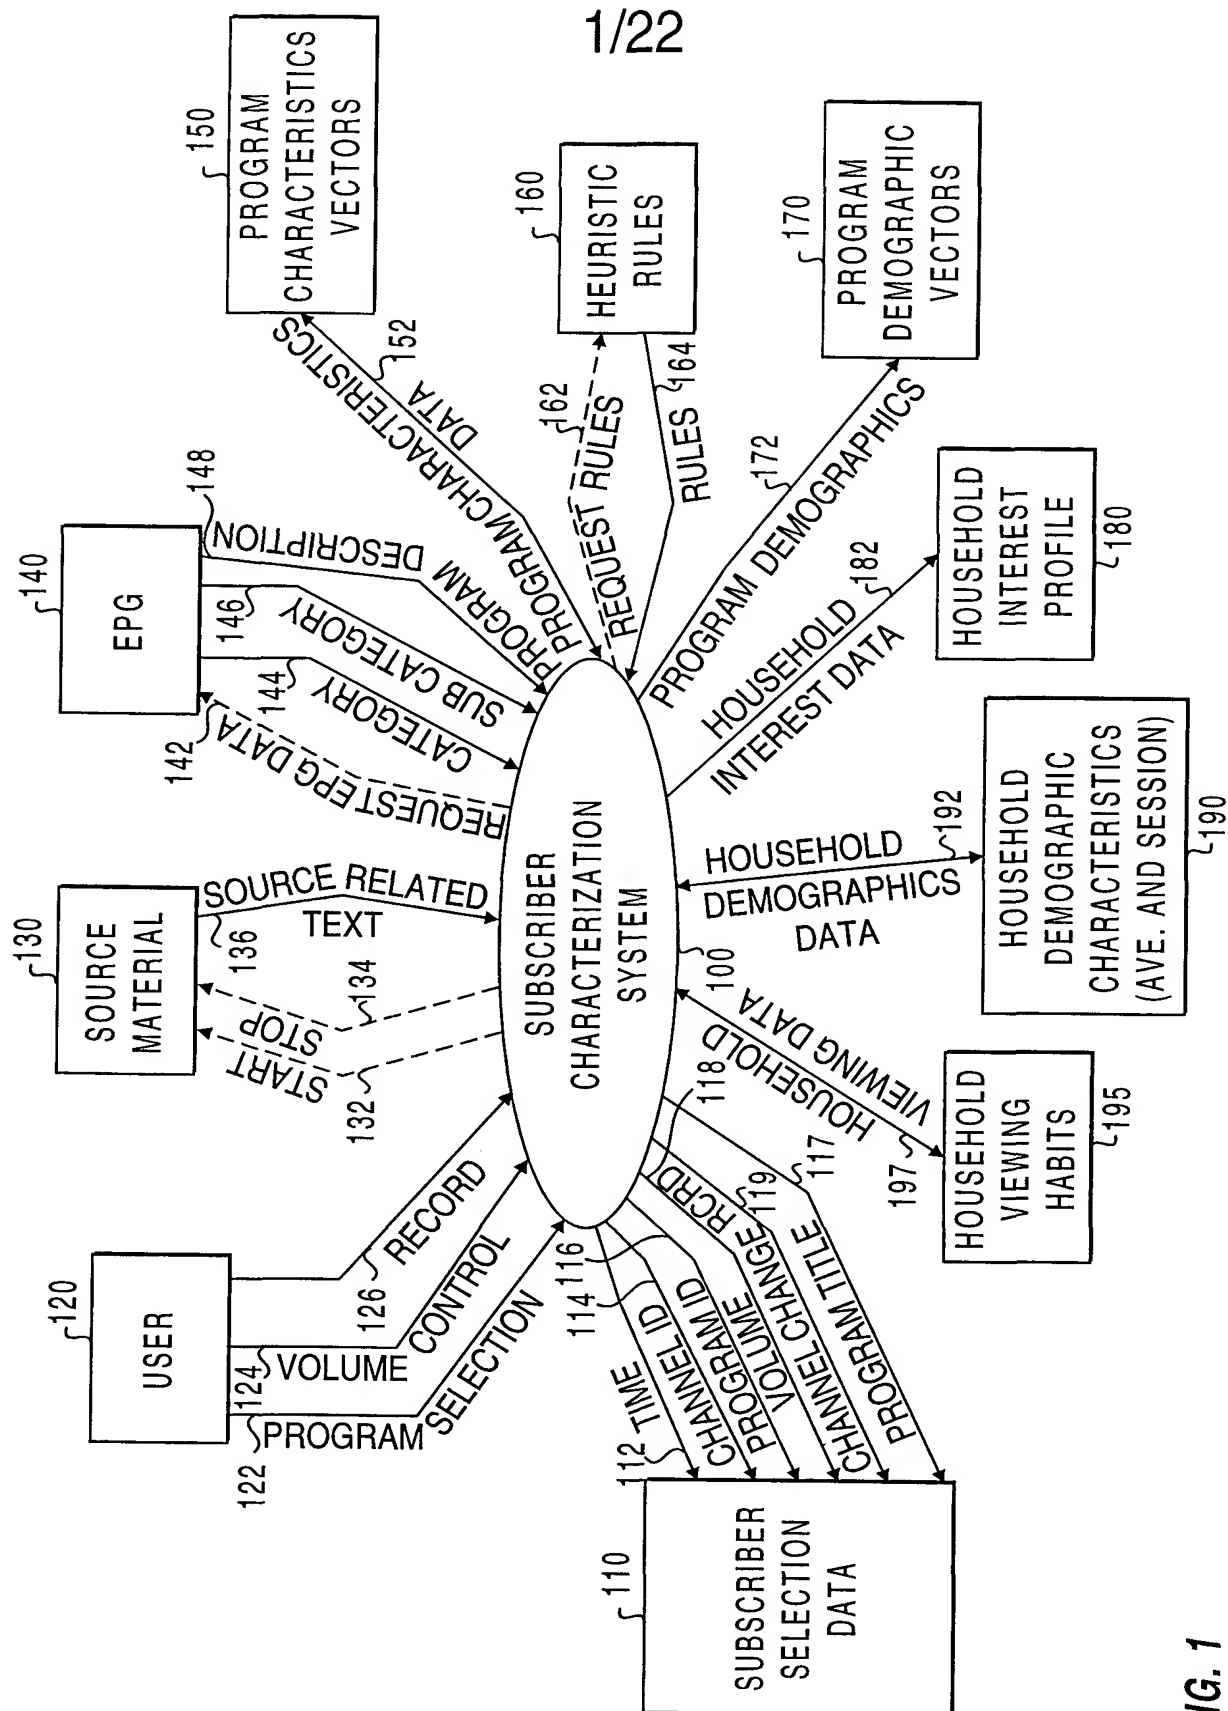 1/22
120
USER
122
PROGRAM
SELECTION
124
VOLUME
CONTROL
126
RECORD
130
SOURCE
MATERIAL
START
132
STOP
134
136
SOURCE RELATED
TEXT
140
EPG
142
REQUEST EPG DATA
144
CATEGORY
146
SUB CATEGORY
148
PROGRAM
DESCRIPTION
150
PROGRAM
CHARACTERISTICS
VECTORS
PROGRAM CHARACTERISTICS
DATA
152
160
HEURISTIC
RULES
162
REQUEST RULES
164
RULES
170
PROGRAM
DEMOGRAPHIC
VECTORS
172
PROGRAM DEMOGRAPHICS
HOUSEHOLD
INTEREST
PROFILE
180
HOUSEHOLD
INTEREST DATA
182
HOUSEHOLD
DEMOGRAPHIC
CHARACTERISTICS
(AVE. AND SESSION)
190
HOUSEHOLD
DEMOGRAPHICS
DATA
192
HOUSEHOLD
VIEWING
HABITS
195
HOUSEHOLD
VIEWING DATA
197
SUBSCRIBER
CHARACTERIZATION
SYSTEM
100
110
SUBSCRIBER
SELECTION
DATA
112
TIME
114
CHANNEL ID
116
PROGRAM ID
VOLUME
118
RCRD
CHANNEL CHANGE
119
PROGRAM TITLE
117
IG. 1